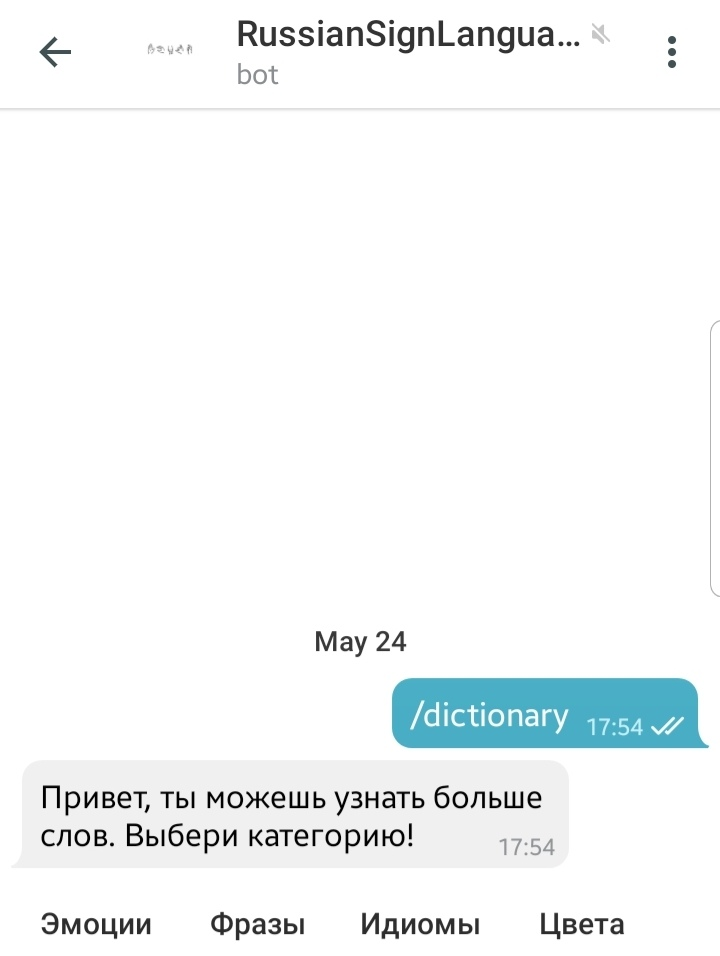 RussianSignLangua...
bot
May 24
/dictionary 17:54
Привет, ты можешь узнать больше
слов. Выбери категорию! 17:54
Эмоции Фразы Идиомы Цвета